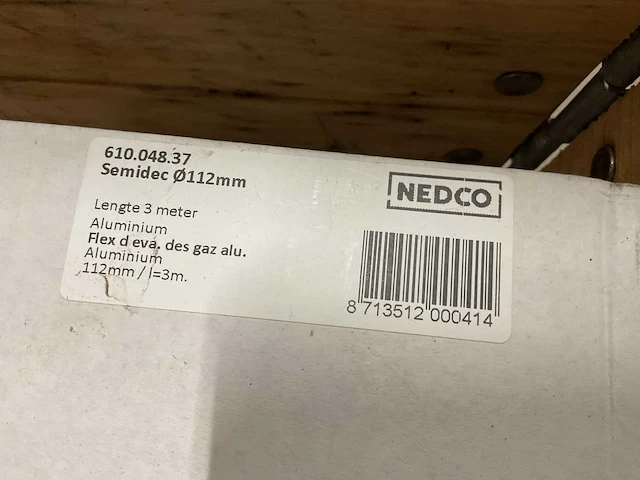 610.048.37
Semidec Ø112mm
Lengte 3 meter
Aluminium
Flex d eva. des gaz alu.
Aluminium
112mm / l=3m.
NEDCO
8 713512 000414